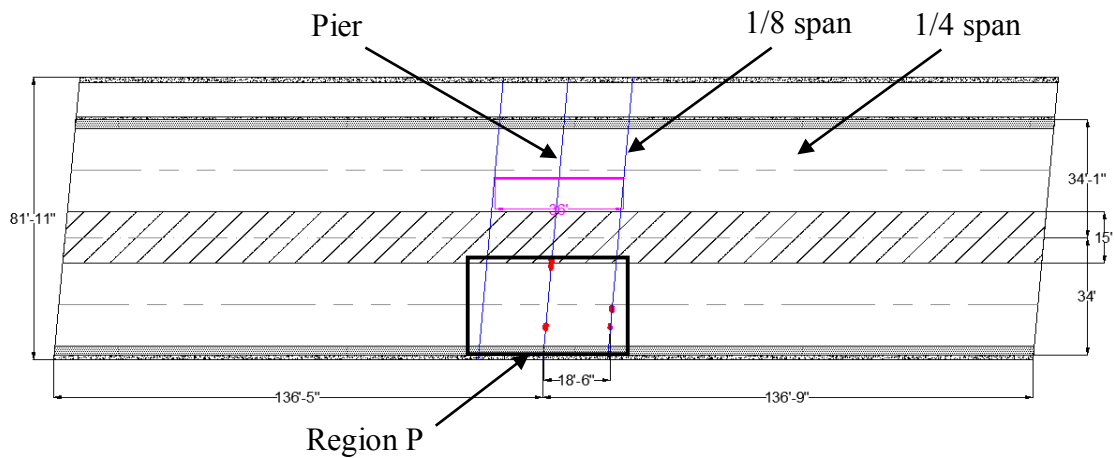 Pier
1/8 span
1/4 span
81'-11"
36'
34'-1"
15'
34'
18'-6"
136'-5"
136'-9"
Region P